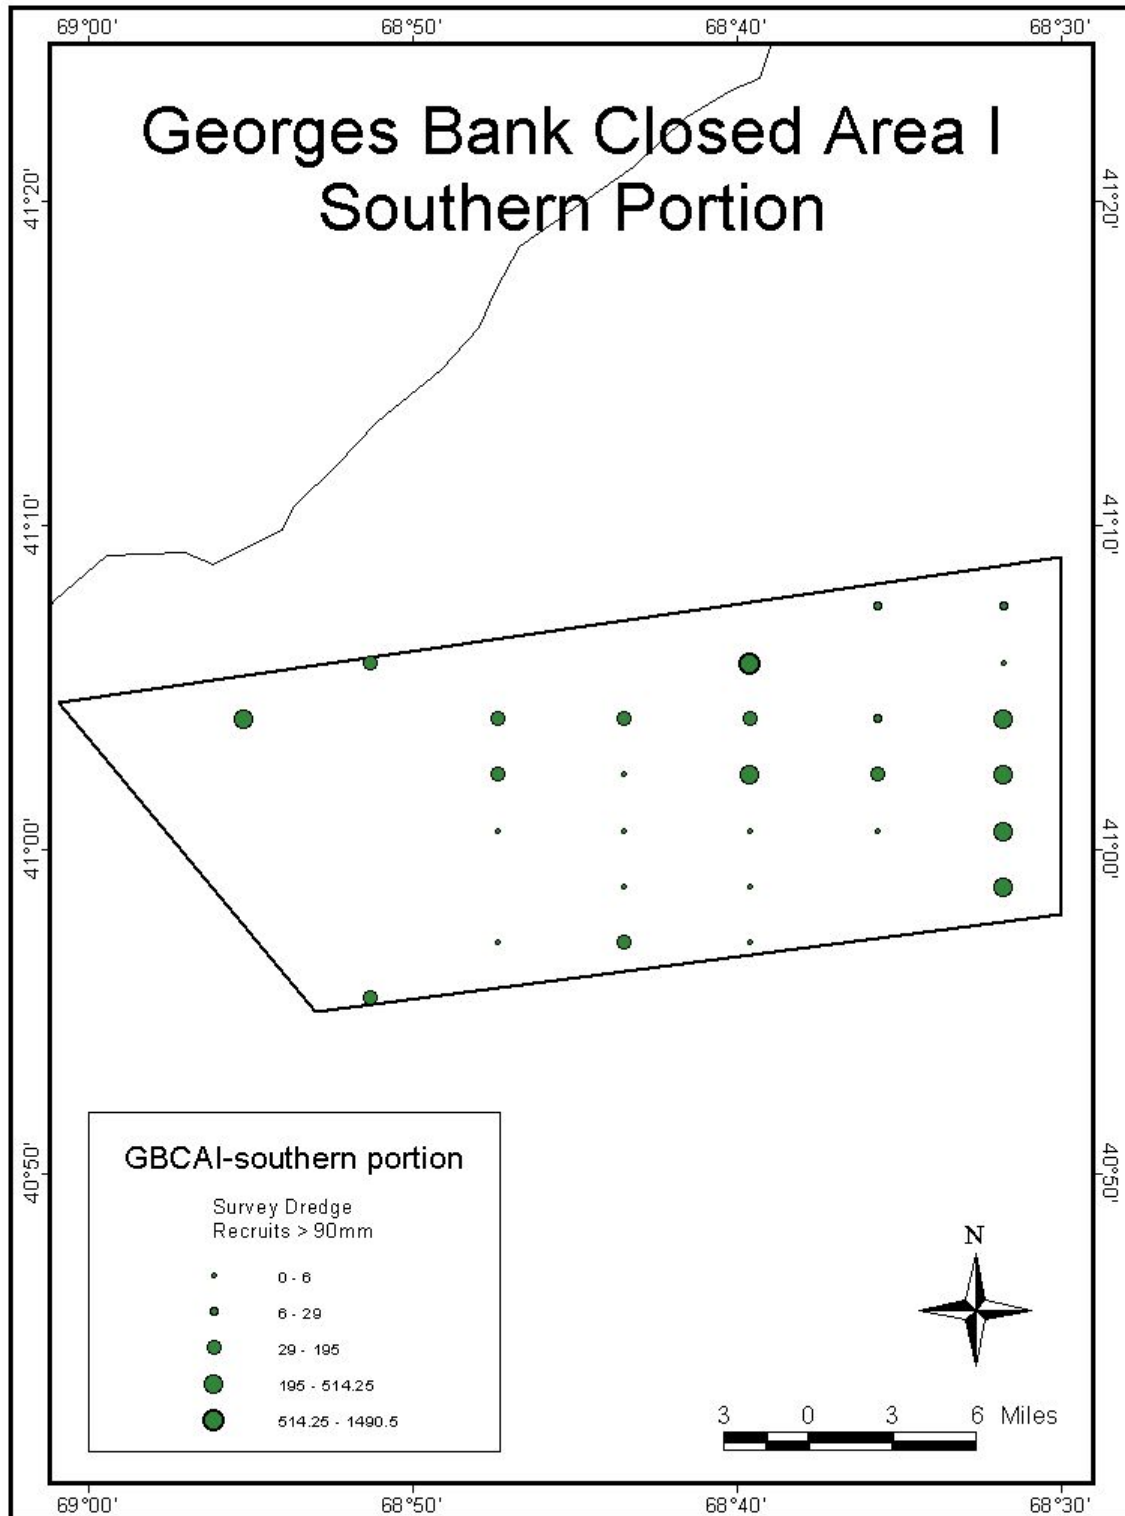 69°00' 68°50' 68°40' 68°30'
Georges Bank Closed Area I
Southern Portion
41°20' 41°20'
41°10' 41°10'
41°00' 41°00'
40°50' 40°50'
GBCAI-southern portion
Survey Dredge
Recruits > 90mm
0 - 6
6 - 29
29 - 195
195 - 514.25
514.25 - 1490.5
N
3 0 3 6 Miles
69°00' 68°50' 68°40' 68°30'